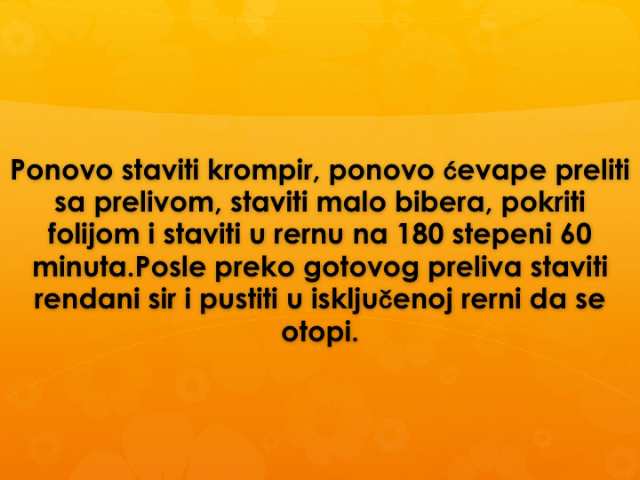 Ponovo staviti krompir, ponovo ćevape preliti
sa prelivom, staviti malo bibera, pokriti
folijom i staviti u rernu na 180 stepeni 60
minuta.Posle preko gotovog preliva staviti
rendani sir i pustiti u isključenoj rerni da se
otopi.